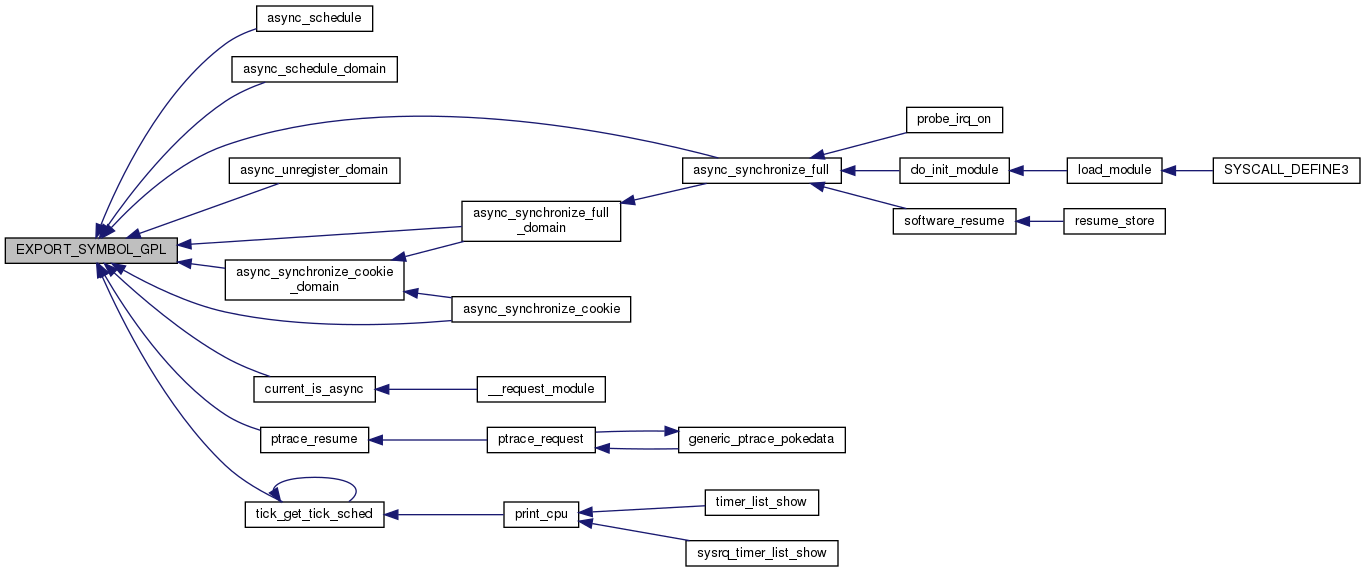 async_schedule
async_schedule_domain
probe_irq_on
async_unregister_domain
async_synchronize_full
do_init_module
load_module
SYSCALL_DEFINE3
async_synchronize_full
_domain
software_resume
resume_store
EXPORT_SYMBOL_GPL
async_synchronize_cookie
_domain
async_synchronize_cookie
current_is_async
__request_module
ptrace_resume
ptrace_request
generic_ptrace_pokedata
tick_get_tick_sched
print_cpu
timer_list_show
sysrq_timer_list_show